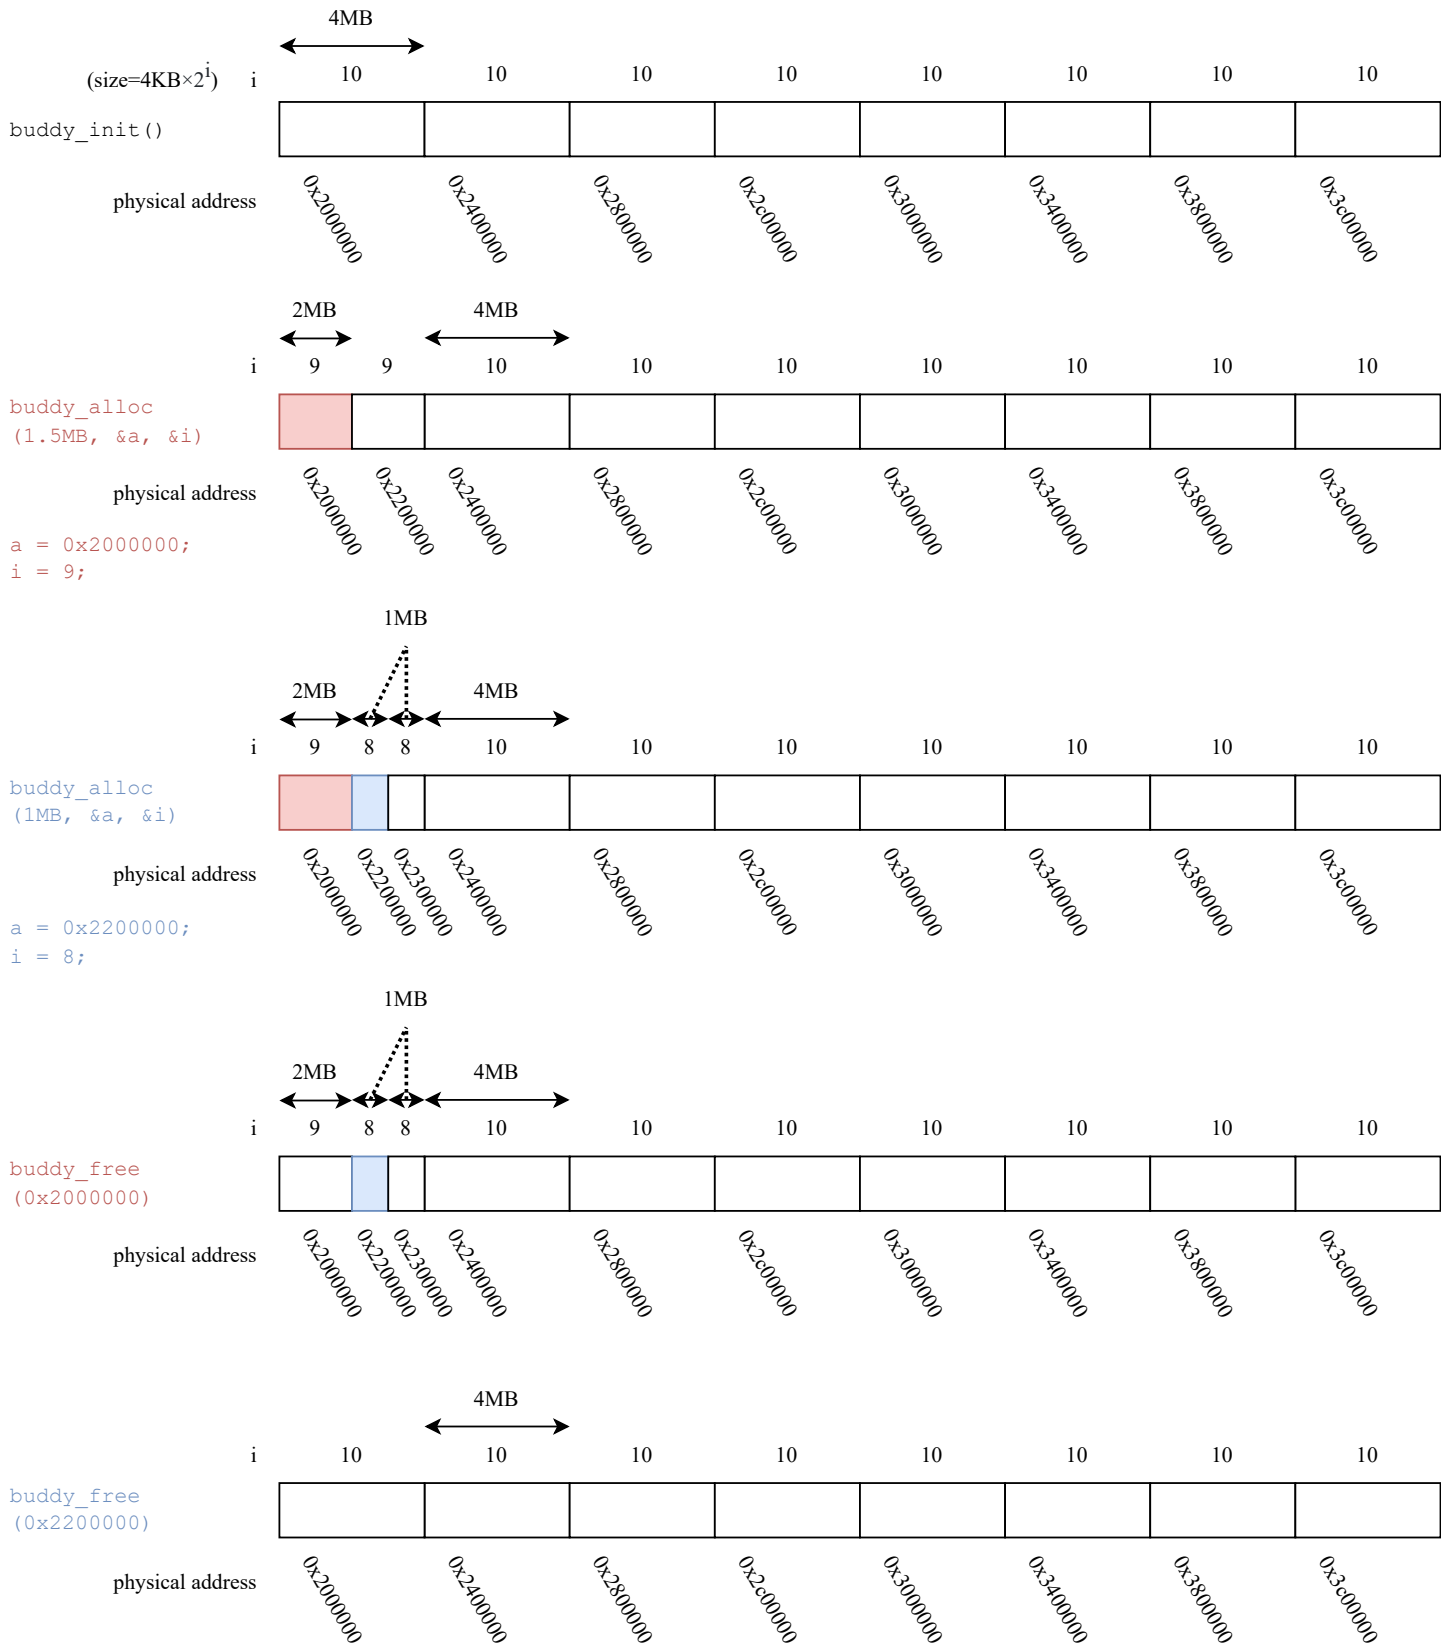 4MB
(size=4KB×2^i) i 10 10 10 10 10 10 10 10
buddy_init()
physical address 0x2000000 0x2400000 0x2800000 0x2c00000 0x3000000 0x3400000 0x3800000 0x3c00000
2MB 4MB
i 9 9 10 10 10 10 10 10 10
buddy_alloc
(1.5MB, &a, &i)
physical address 0x2000000 0x2200000 0x2400000 0x2800000 0x2c00000 0x3000000 0x3400000 0x3800000 0x3c00000
a = 0x2000000;
i = 9;
1MB
2MB 4MB
i 9 8 8 10 10 10 10 10 10 10
buddy_alloc
(1MB, &a, &i)
physical address 0x2000000 0x2200000 0x2300000 0x2400000 0x2800000 0x2c00000 0x3000000 0x3400000 0x3800000 0x3c00000
a = 0x2200000;
i = 8;
1MB
2MB 4MB
i 9 8 8 10 10 10 10 10 10 10
buddy_free
(0x2000000)
physical address 0x2000000 0x2200000 0x2300000 0x2400000 0x2800000 0x2c00000 0x3000000 0x3400000 0x3800000 0x3c00000
4MB
i 10 10 10 10 10 10 10 10
buddy_free
(0x2200000)
physical address 0x2000000 0x2400000 0x2800000 0x2c00000 0x3000000 0x3400000 0x3800000 0x3c00000